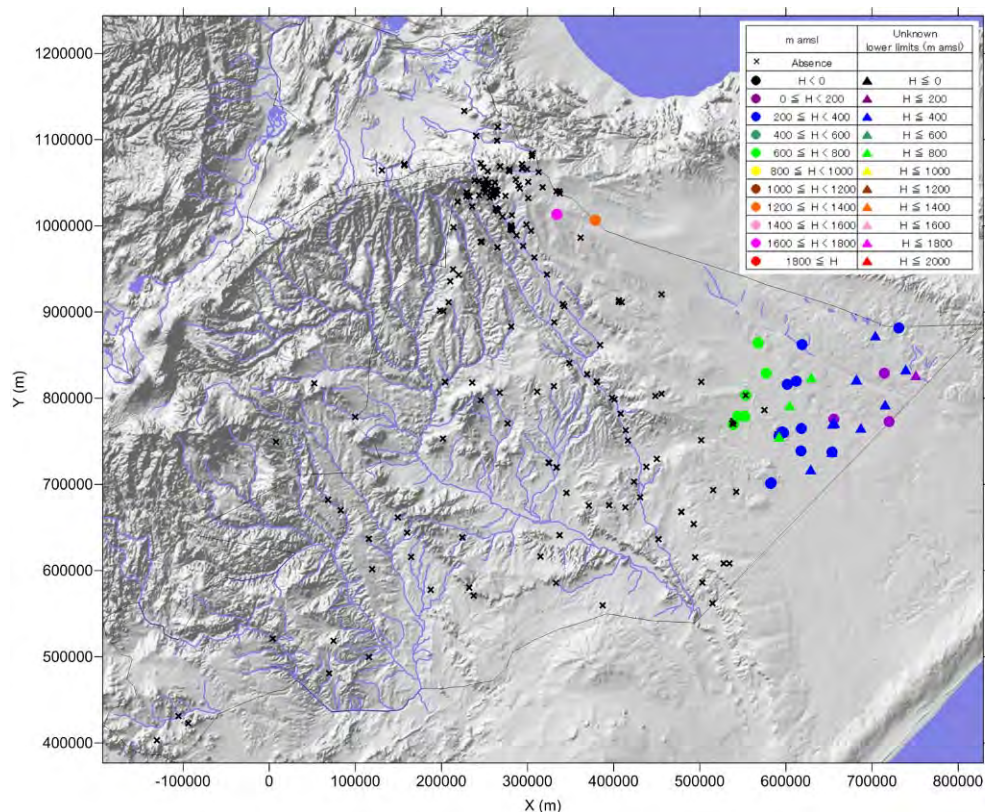 m amsl Unknown lower limits (m amsl)
× Absence
H < 0 H ≦ 0
0 ≦ H < 200 H ≦ 200
200 ≦ H < 400 H ≦ 400
400 ≦ H < 600 H ≦ 600
600 ≦ H < 800 H ≦ 800
800 ≦ H < 1000 H ≦ 1000
1000 ≦ H < 1200 H ≦ 1200
1200 ≦ H < 1400 H ≦ 1400
1400 ≦ H < 1600 H ≦ 1600
1600 ≦ H < 1800 H ≦ 1800
1800 ≦ H H ≦ 2000
Y (m)
1200000
1100000
1000000
900000
800000
700000
600000
500000
400000
-100000 0 100000 200000 300000 400000 500000 600000 700000 800000
X (m)